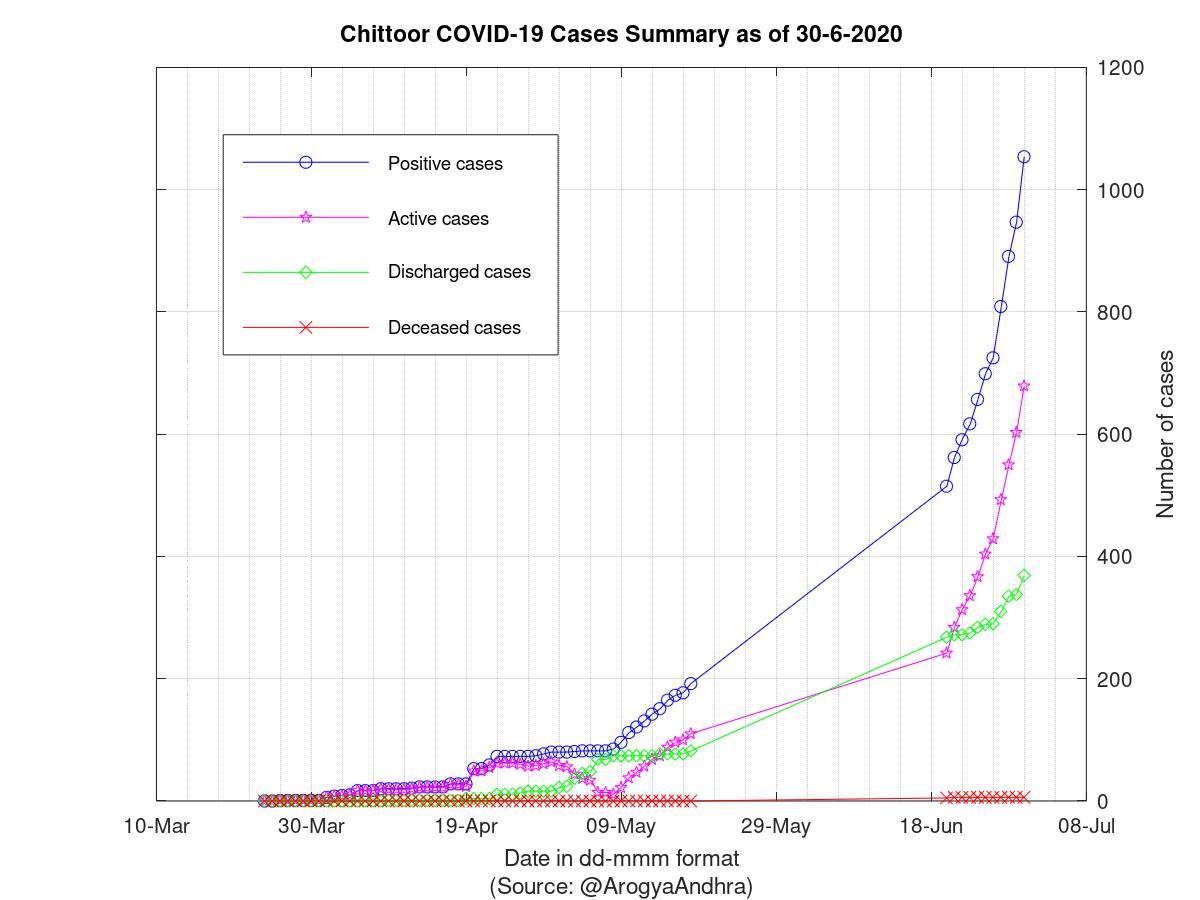 Chittoor COVID-19 Cases Summary as of 30-6-2020
Positive cases
Active cases
Discharged cases
Deceased cases
1200
1000
800
600
400
200
0
Number of cases
10-Mar 30-Mar 19-Apr 09-May 29-May 18-Jun 08-Jul
Date in dd-mmm format
(Source: @ArogyaAndhra)